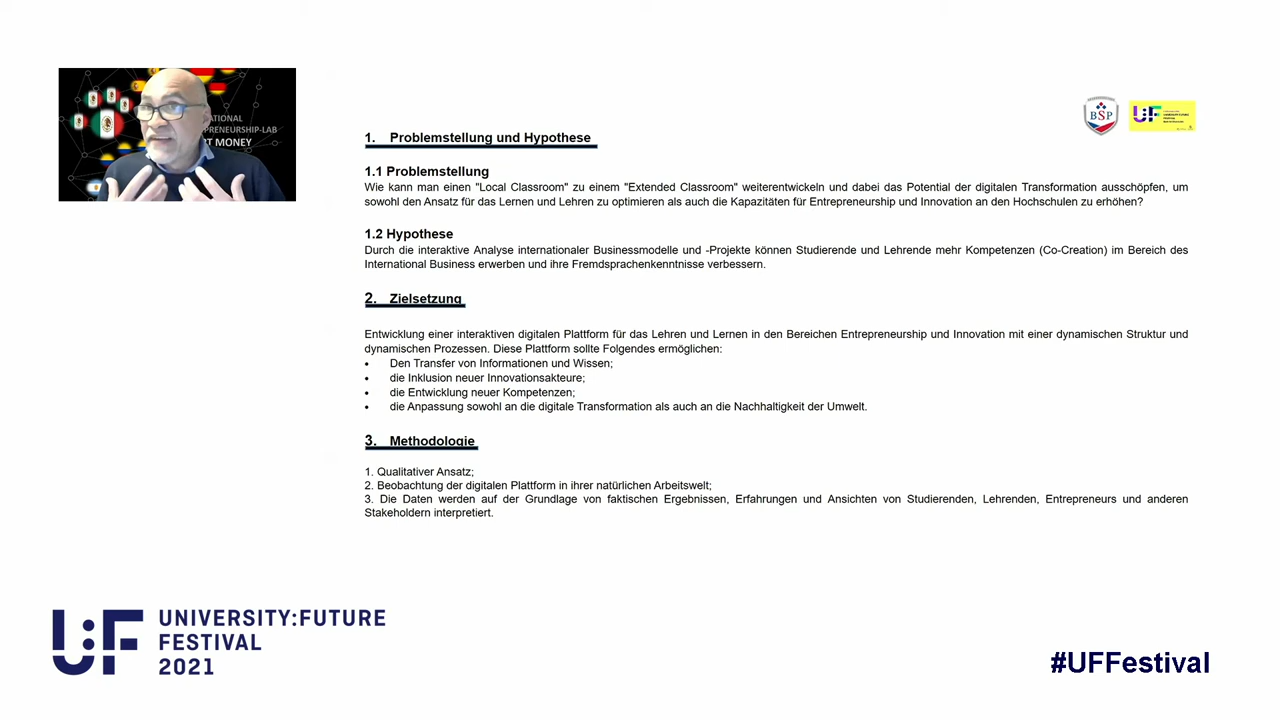 ATIONAL
PRENEURSHIP-LAB
RT MONEY
BSP
U:F
1. Problemstellung und Hypothese
1.1 Problemstellung
Wie kann man einen "Local Classroom" zu einem "Extended Classroom" weiterentwickeln und dabei das Potential der digitalen Transformation ausschöpfen, um
sowohl den Ansatz für das Lernen und Lehren zu optimieren als auch die Kapazitäten für Entrepreneurship und Innovation an den Hochschulen zu erhöhen?
1.2 Hypothese
Durch die interaktive Analyse internationaler Businessmodelle und -Projekte können Studierende und Lehrende mehr Kompetenzen (Co-Creation) im Bereich des
International Business erwerben und ihre Fremdsprachenkenntnisse verbessern.
2. Zielsetzung
Entwicklung einer interaktiven digitalen Plattform für das Lehren und Lernen in den Bereichen Entrepreneurship und Innovation mit einer dynamischen Struktur und
dynamischen Prozessen. Diese Plattform sollte Folgendes ermöglichen:
• Den Transfer von Informationen und Wissen;
• die Inklusion neuer Innovationsakteure;
• die Entwicklung neuer Kompetenzen;
• die Anpassung sowohl an die digitale Transformation als auch an die Nachhaltigkeit der Umwelt.
3. Methodologie
1. Qualitativer Ansatz;
2. Beobachtung der digitalen Plattform in ihrer natürlichen Arbeitswelt;
3. Die Daten werden auf der Grundlage von faktischen Ergebnissen, Erfahrungen und Ansichten von Studierenden, Lehrenden, Entrepreneurs und anderen
Stakeholdern interpretiert.
U:F
UNIVERSITY:FUTURE
FESTIVAL
2021
#UFFestival